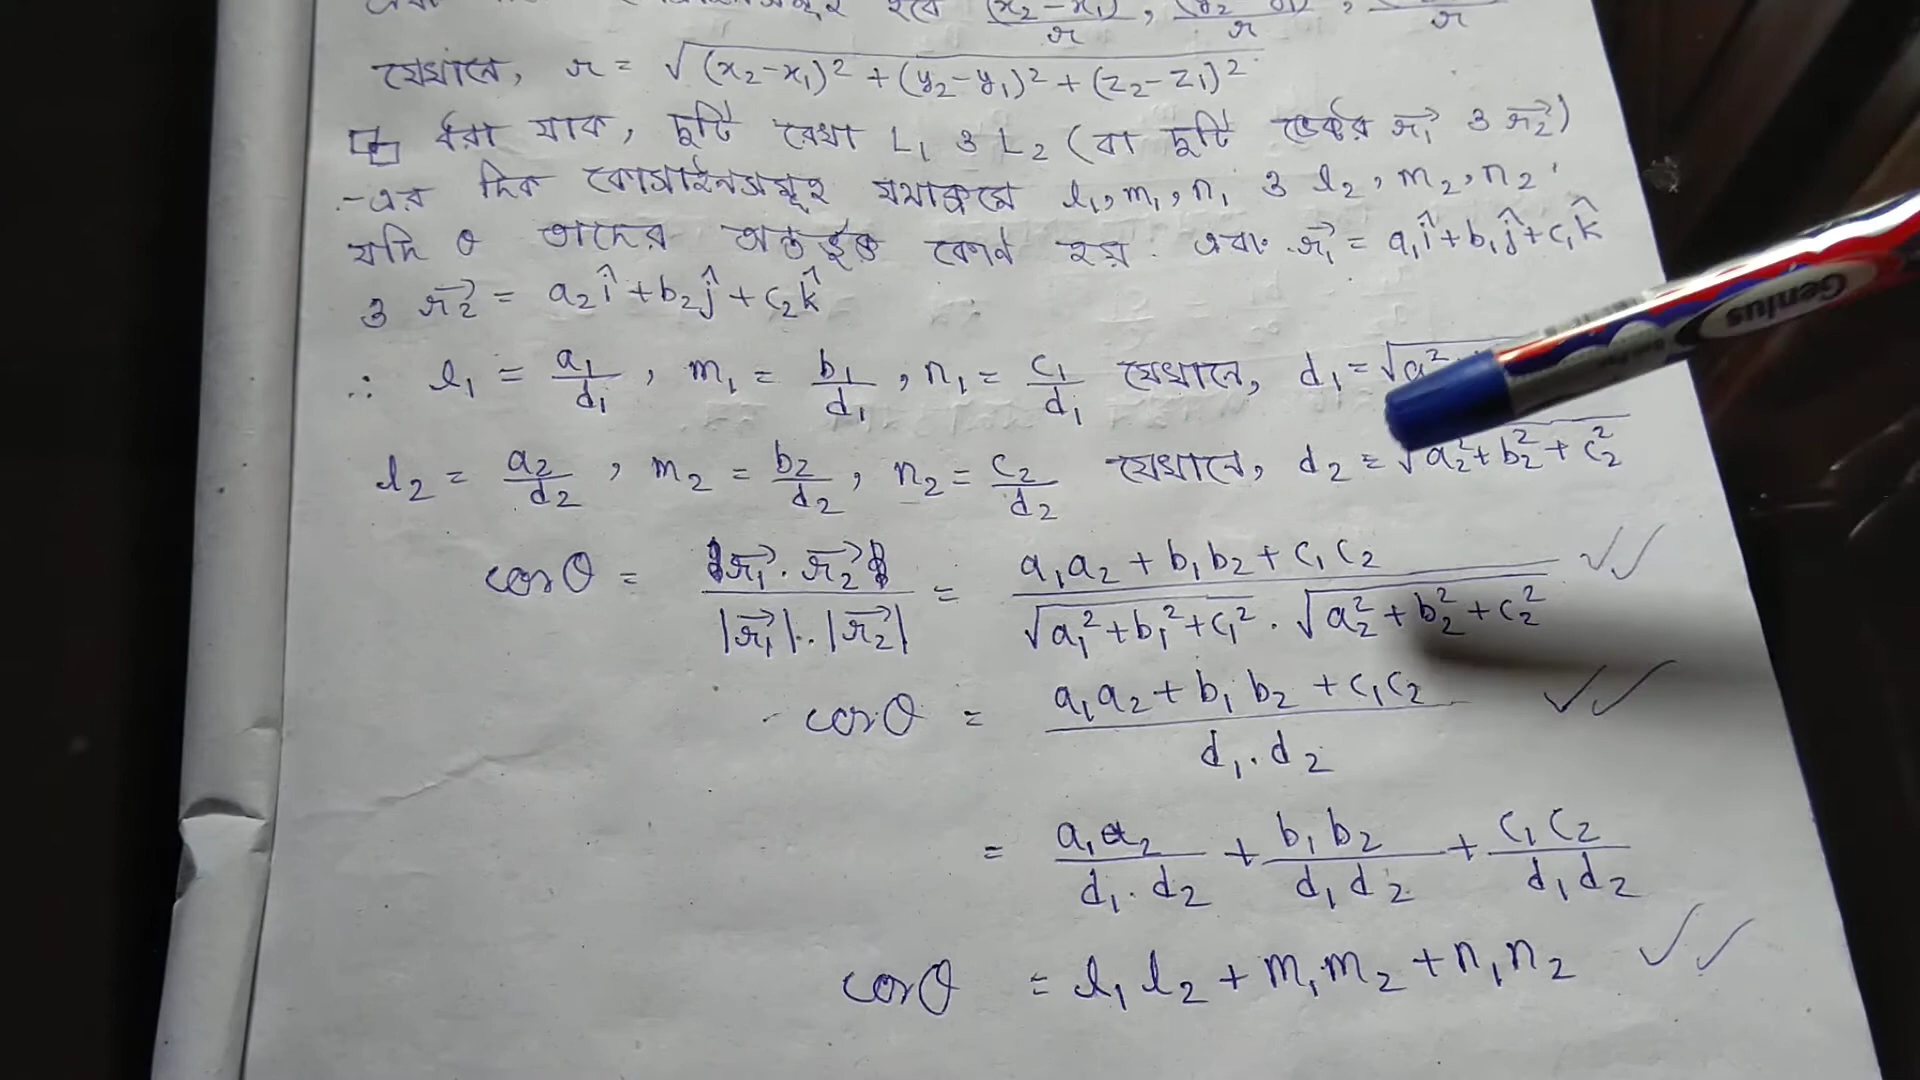 হবে (x₂-x₁)/r,
যেখানে, r = √(x₂-x₁)² + (y₂-y₁)² + (z₂-z₁)²
ধরা যাক, দুটি রেখা L₁ ও L₂ (বা দুটি ভেক্টর r₁→ ও r₂→)
-এর দিক কোসাইনসমূহ যথাক্রমে l₁, m₁, n₁ ও l₂, m₂, n₂.
যদি θ তাদের অন্তর্ভুক্ত কোণ হয়. এবং r₁→ = a₁î + b₁ĵ + c₁k̂
ও r₂→ = a₂î + b₂ĵ + c₂k̂
∴ l₁ = a₁/d₁, m₁ = b₁/d₁, n₁ = c₁/d₁ যেখানে, d₁ = √a²
l₂ = a₂/d₂, m₂ = b₂/d₂, n₂ = c₂/d₂ যেখানে, d₂ = √a₂² + b₂² + c₂²
cosθ = r₁→ . r₂→ / |r₁→| . |r₂→| = a₁a₂ + b₁b₂ + c₁c₂ / √a₁² + b₁² + c₁² . √a₂² + b₂² + c₂²
cosθ = a₁a₂ + b₁b₂ + c₁c₂ / d₁ . d₂
= a₁a₂/d₁ . d₂ + b₁b₂/d₁d₂ + c₁c₂/d₁d₂
cosθ = l₁l₂ + m₁m₂ + n₁n₂
Genius